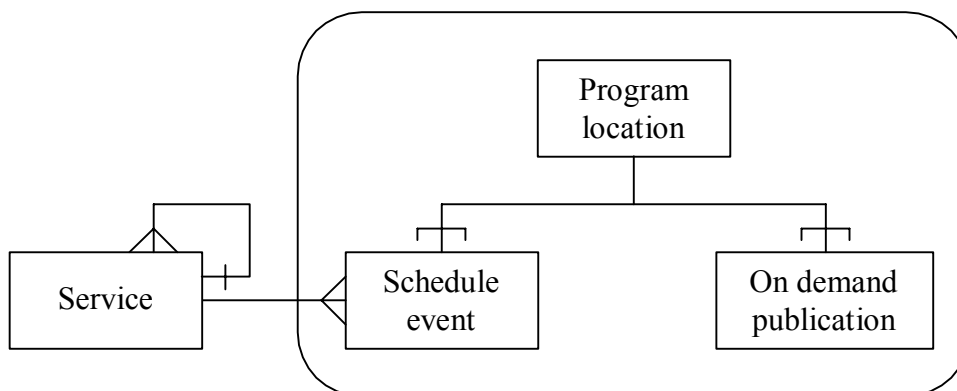 Program
location
Service
Schedule
event
On demand
publication